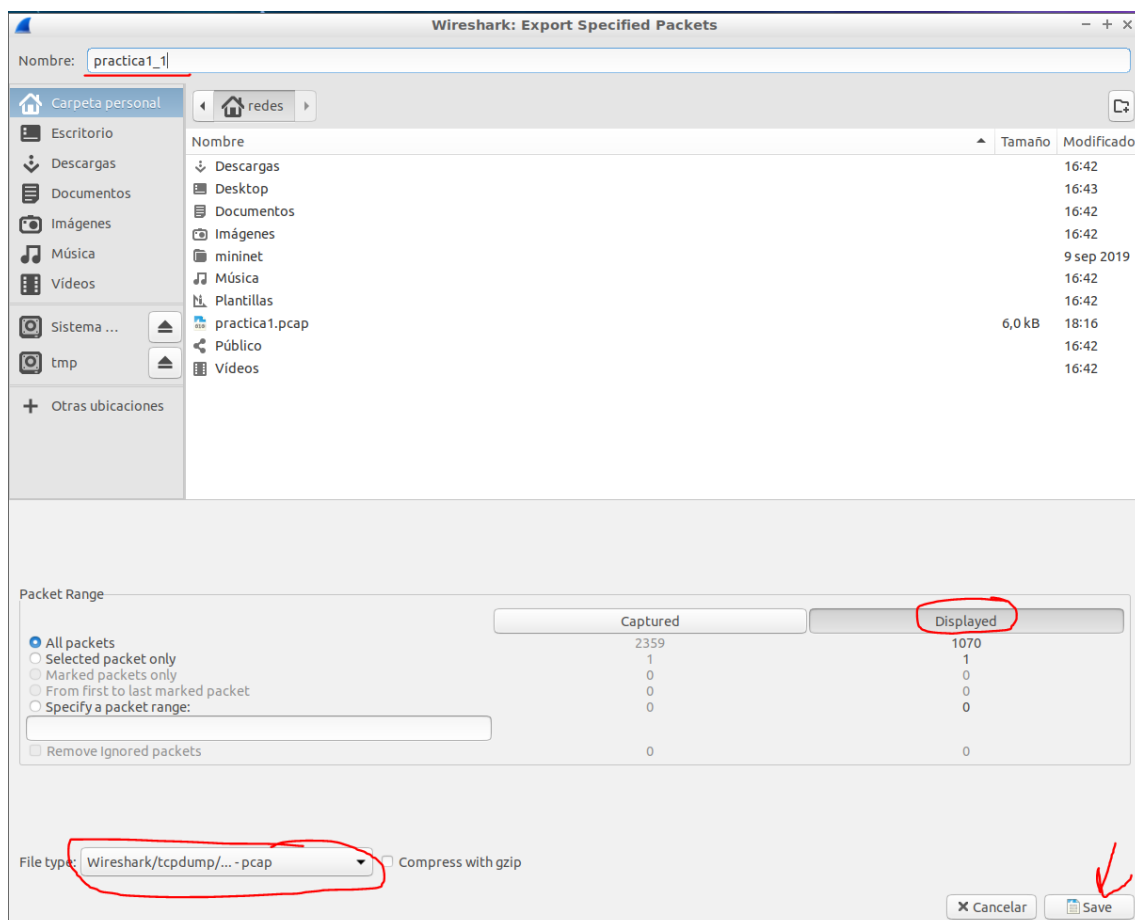 Wireshark: Export Specified Packets
Nombre: practica1_1
Carpeta personal
redes
Escritorio
Descargas
Documentos
Imágenes
Música
Vídeos
Sistema ...
tmp
Otras ubicaciones
Nombre Tamaño Modificado
Descargas 16:42
Desktop 16:43
Documentos 16:42
Imágenes 16:42
mininet 9 sep 2019
Música 16:42
Plantillas 16:42
practica1.pcap 6,0 kB 18:16
Público 16:42
Vídeos 16:42
Packet Range
Captured Displayed
All packets 2359 1070
Selected packet only 1 1
Marked packets only 0 0
From first to last marked packet 0 0
Specify a packet range: 0 0
Remove Ignored packets 0 0
File type: Wireshark/tcpdump/... - pcap Compress with gzip
Cancelar Save